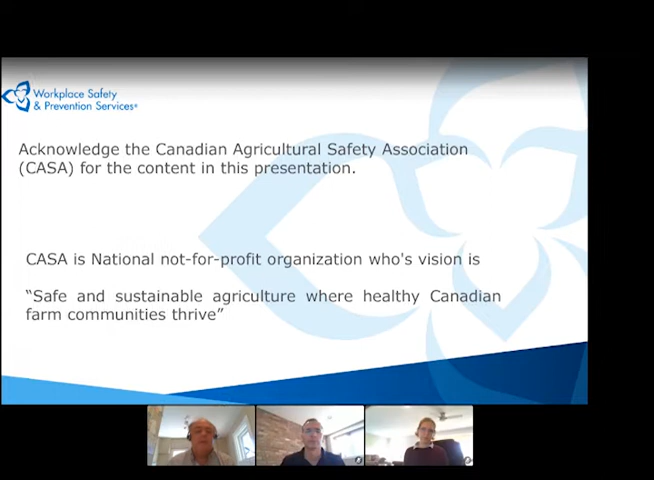 Workplace Safety
& Prevention Services®
Acknowledge the Canadian Agricultural Safety Association
(CASA) for the content in this presentation.
CASA is National not-for-profit organization who's vision is
“Safe and sustainable agriculture where healthy Canadian
farm communities thrive”